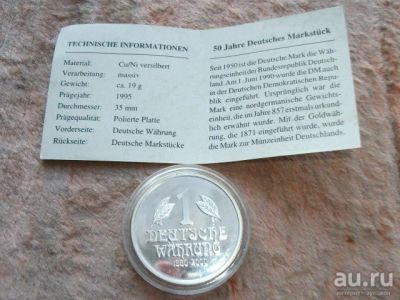 TECHNISCHE INFORMATIONEN
Material: Cu/Ni versilbert
Verarbeitung: massiv
Gewicht: ca. 19 g
Prägejahr: 1995
Durchmesser: 35 mm
Prägequalität: Polierte Platte
Vorderseite: Deutsche Währung
Rückseite: Deutsche Markstücke
50 Jahre Deutsches Markstück
Seit 1950 ist die Deutsche Mark die Wäh-
rungseinheit der Bundesrepublik Deutsch-
land. Am 1. Juni 1990 wurde die DM auch
in der Deutschen Demokratischen Repu-
blik eingeführt. Ursprünglich war die
Mark eine nordgermanische Gewichts-
einheit, die im Jahre 857 erstmals urkund-
lich erwähnt wurde. Mit der Goldwäh-
rung, die 1871 eingeführt wurde, wurde
die Mark zur Münzeinheit Deutschlands.
1
DEUTSCHE
WÄHRUNG
1950-2000
au.ru